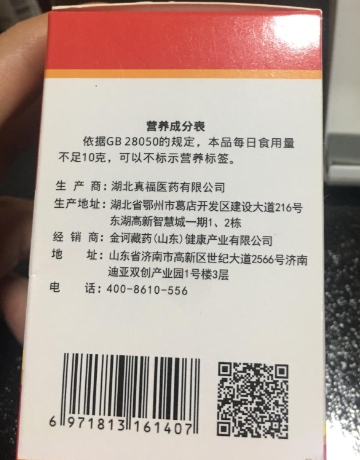 营养成分表
依据GB 28050的规定，本品每日食用量
不足10克，可以不标示营养标签。
生 产 商：湖北真福医药有限公司
生产地址：湖北省鄂州市葛店开发区建设大道216号
东湖高新智慧城一期1、2栋
经 销 商：金诃藏药(山东)健康产业有限公司
地 址：山东省济南市高新区世纪大道2566号济南
迪亚双创产业园1号楼3层
电 话：400-8610-556
6 971813 161407